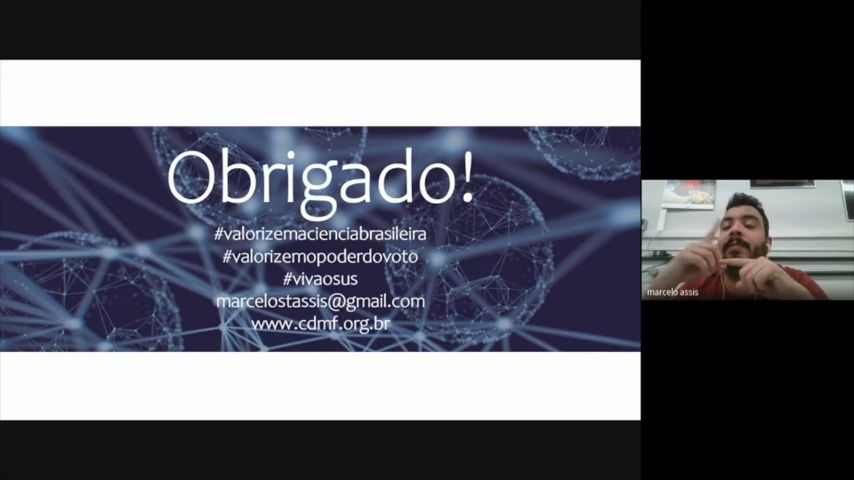 Obrigado!
#valorizemacienciabrasileira
#valorizemopoderdovoto
#vivaosus
marcelostassis@gmail.com
www.cdmf.org.br
marcelo assis